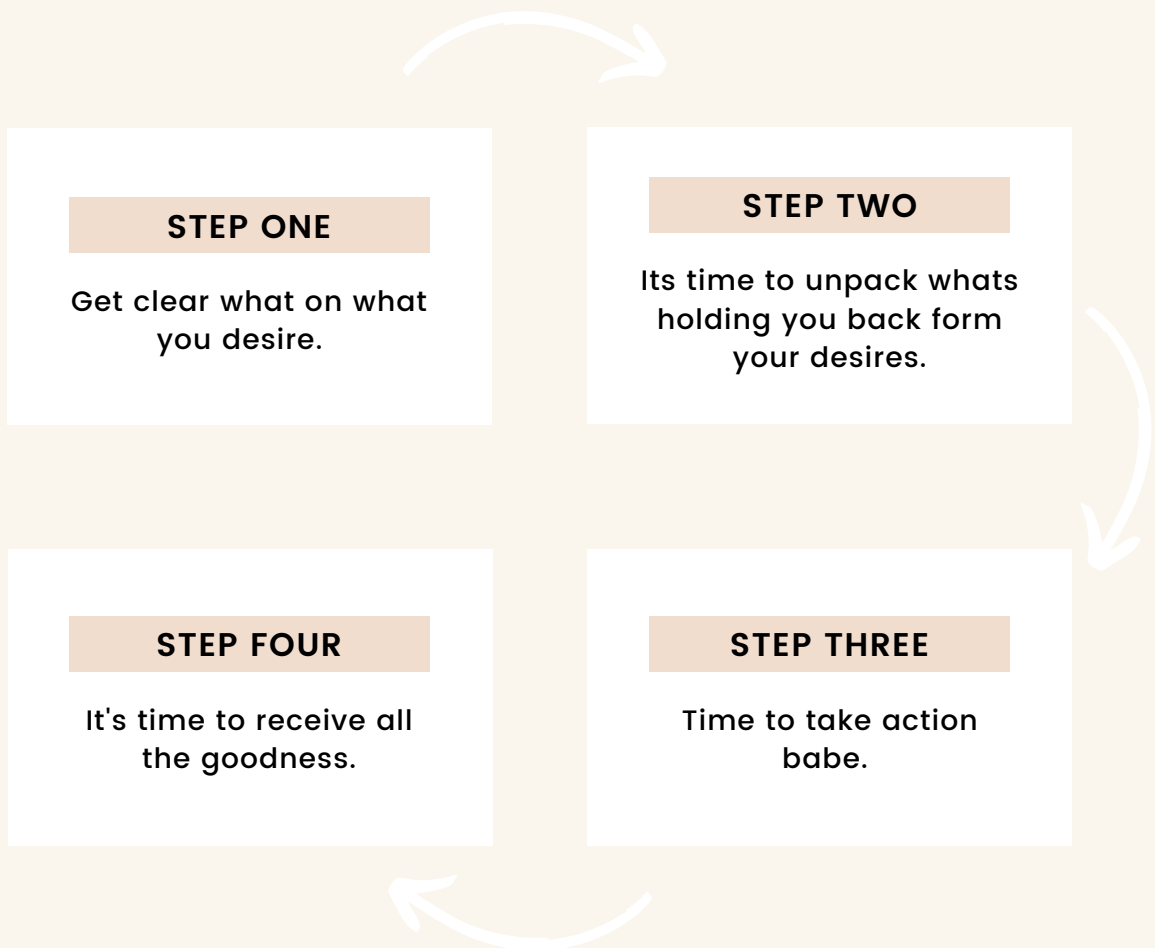 STEP ONE
Get clear what on what
you desire.
STEP TWO
Its time to unpack whats
holding you back form
your desires.
STEP THREE
Time to take action
babe.
STEP FOUR
It's time to receive all
the goodness.